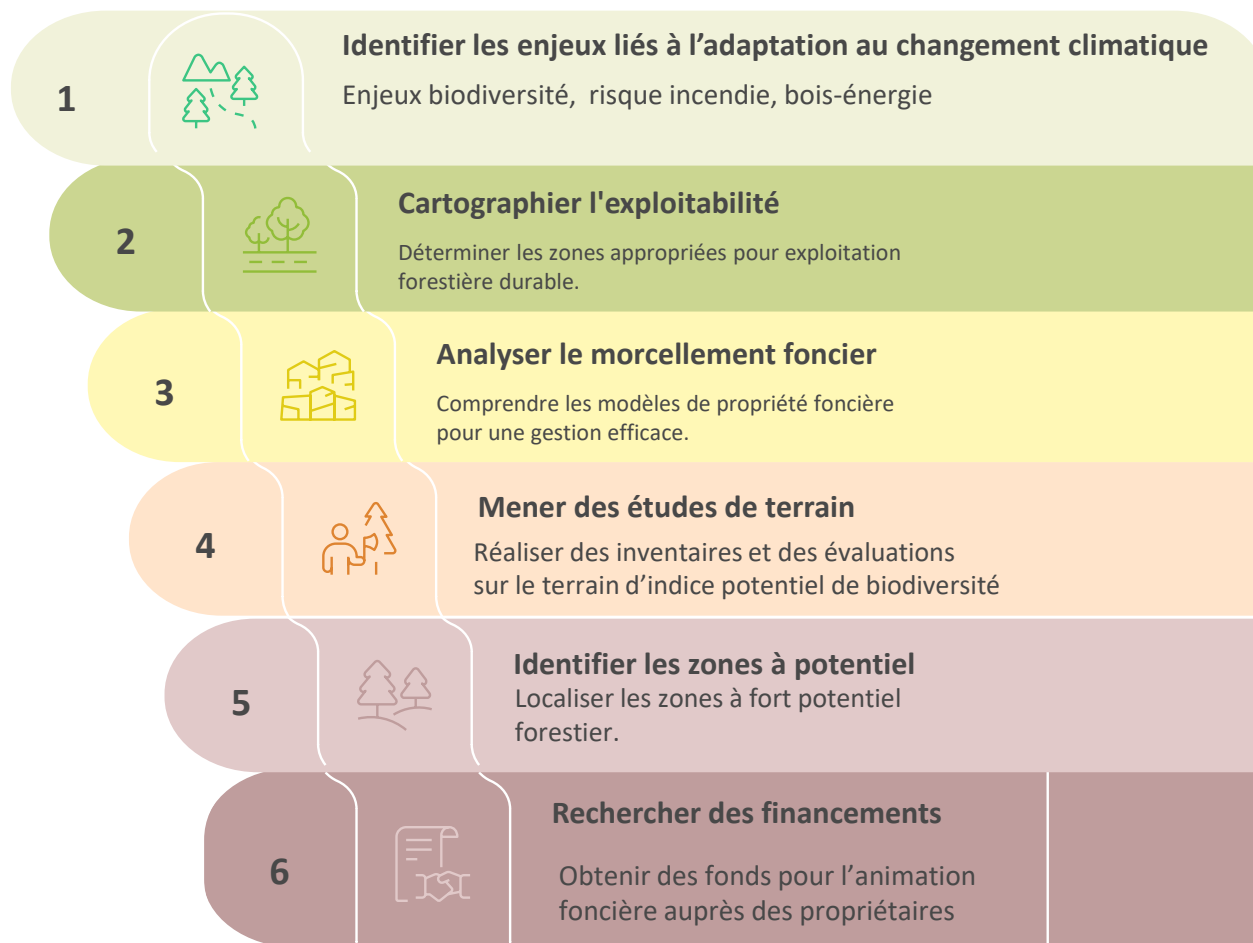 1
Identifier les enjeux liés à l’adaptation au changement climatique
Enjeux biodiversité, risque incendie, bois-énergie
2
Cartographier l'exploitabilité
Déterminer les zones appropriées pour exploitation
forestière durable.
3
Analyser le morcellement foncier
Comprendre les modèles de propriété foncière
pour une gestion efficace.
4
Mener des études de terrain
Réaliser des inventaires et des évaluations
sur le terrain d’indice potentiel de biodiversité
5
Identifier les zones à potentiel
Localiser les zones à fort potentiel
forestier.
6
Rechercher des financements
Obtenir des fonds pour l’animation
foncière auprès des propriétaires